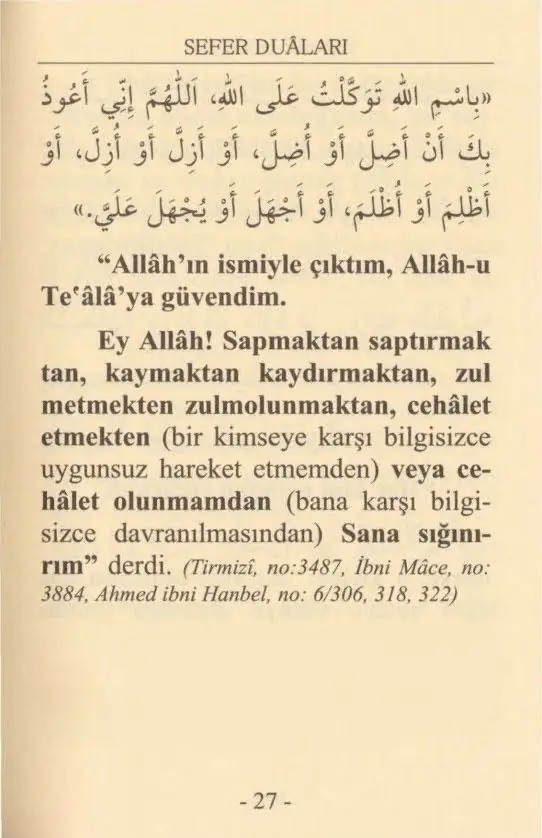 SEFER DUÂLARI
«بِاسْمِ اللهِ تَوَكَّلْتُ عَلَى اللهِ، اَللّٰهُمَّ إِنِّي أَعُوذُ
بِكَ أَنْ أَضِلَّ أَوْ أُضِلَّ، أَوْ أَزِلَّ أَوْ أُزِلَّ، أَوْ
أَظْلِمَ أَوْ أُظْلَمَ، أَوْ أَجْهَلَ أَوْ يُجْهَلَ عَلَيَّ.»
“Allâh’ın ismiyle çıktım, Allâh-u
Te‘âlâ’ya güvendim.
Ey Allâh! Sapmaktan saptırmak
tan, kaymaktan kaydırmaktan, zul
metmekten zulmolunmaktan, cehâlet
etmekten (bir kimseye karşı bilgisizce
uygunsuz hareket etmemden) veya ce-
hâlet olunmamdan (bana karşı bilgi-
sizce davranılmasından) Sana sığını-
rım” derdi. (Tirmizî, no:3487, İbni Mâce, no:
3884, Ahmed ibni Hanbel, no: 6/306, 318, 322)
- 27 -